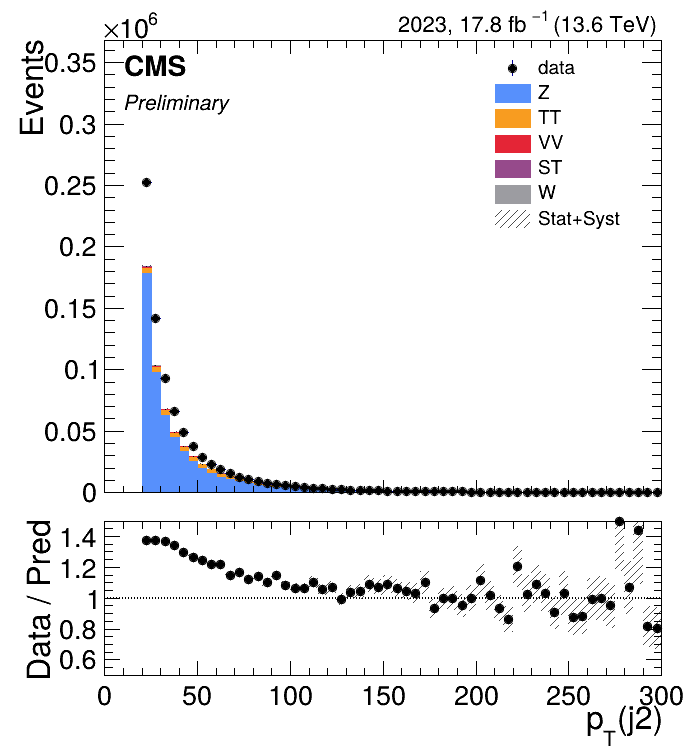 ×10⁶
2023, 17.8 fb⁻¹ (13.6 TeV)
Events
CMS
Preliminary
data
Z
TT
VV
ST
W
Stat+Syst
0.35
0.3
0.25
0.2
0.15
0.1
0.05
0
Data / Pred
1.4
1.2
1
0.8
0.6
0 50 100 150 200 250 300
p_T(j2)